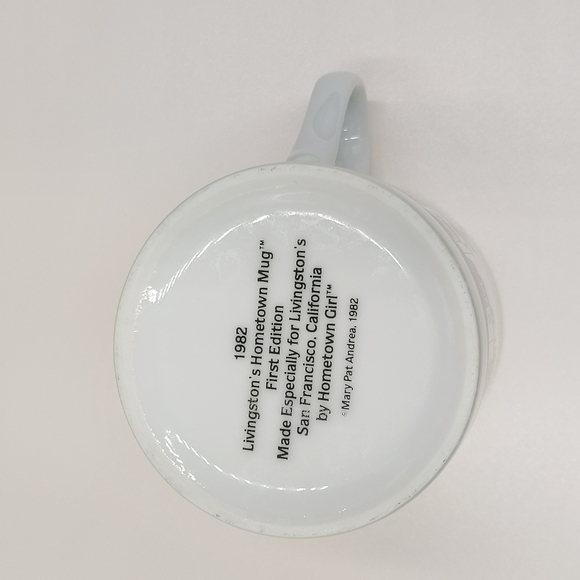 1982
Livingston's Hometown Mug™
First Edition
Made Especially for Livingston's
San Francisco, California
by Hometown Girl™
©Mary Pat Andrea, 1982